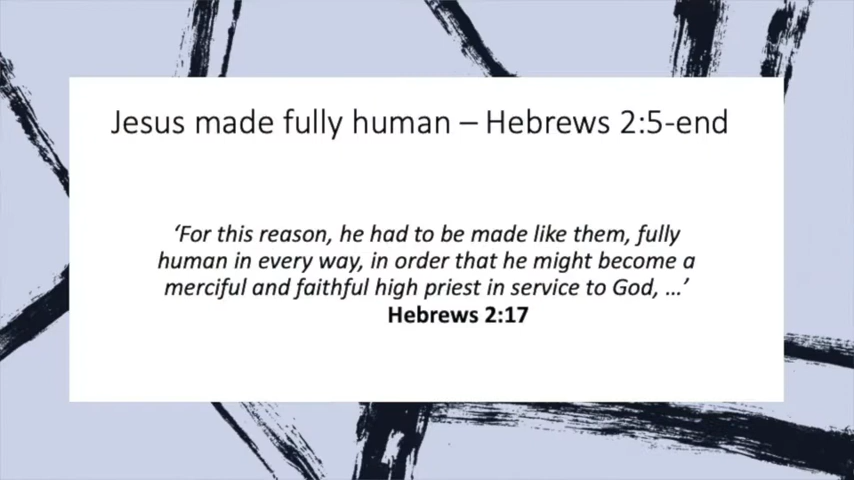 Jesus made fully human – Hebrews 2:5-end
‘For this reason, he had to be made like them, fully
human in every way, in order that he might become a
merciful and faithful high priest in service to God, …’
Hebrews 2:17